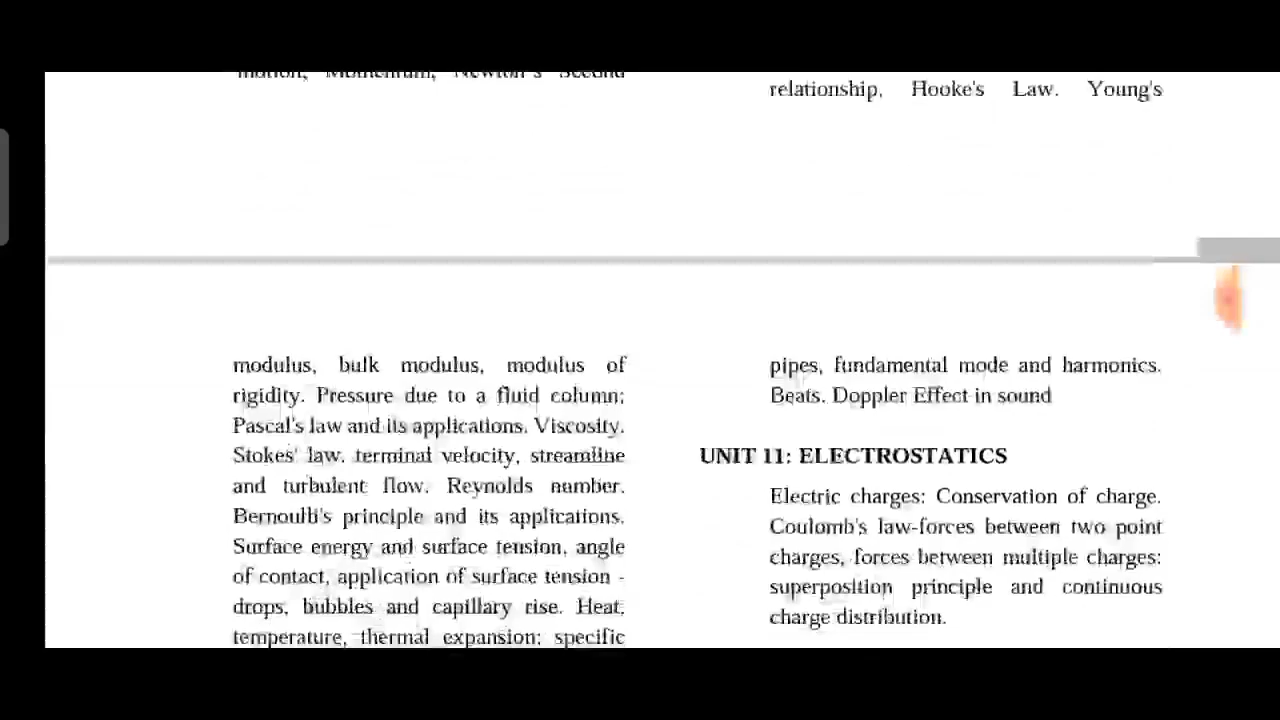 motion, Momentum, Newton's Second
relationship, Hooke's Law. Young's
modulus, bulk modulus, modulus of
rigidity. Pressure due to a fluid column;
Pascal's law and its applications. Viscosity.
Stokes' law. terminal velocity, streamline
and turbulent flow. Reynolds number.
Bernoulli's principle and its applications.
Surface energy and surface tension, angle
of contact, application of surface tension -
drops, bubbles and capillary rise. Heat,
temperature, thermal expansion; specific
pipes, fundamental mode and harmonics.
Beats. Doppler Effect in sound
UNIT 11: ELECTROSTATICS
Electric charges: Conservation of charge.
Coulomb's law-forces between two point
charges, forces between multiple charges:
superposition principle and continuous
charge distribution.